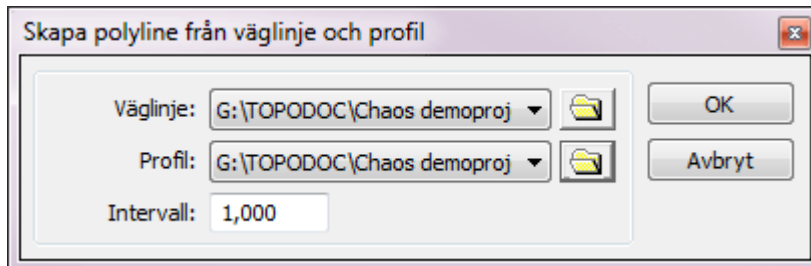 Skapa polyline från väglinje och profil
Väglinje: G:\TOPODOC\Chaos demoproj
OK
Profil: G:\TOPODOC\Chaos demoproj
Avbryt
Intervall: 1,000